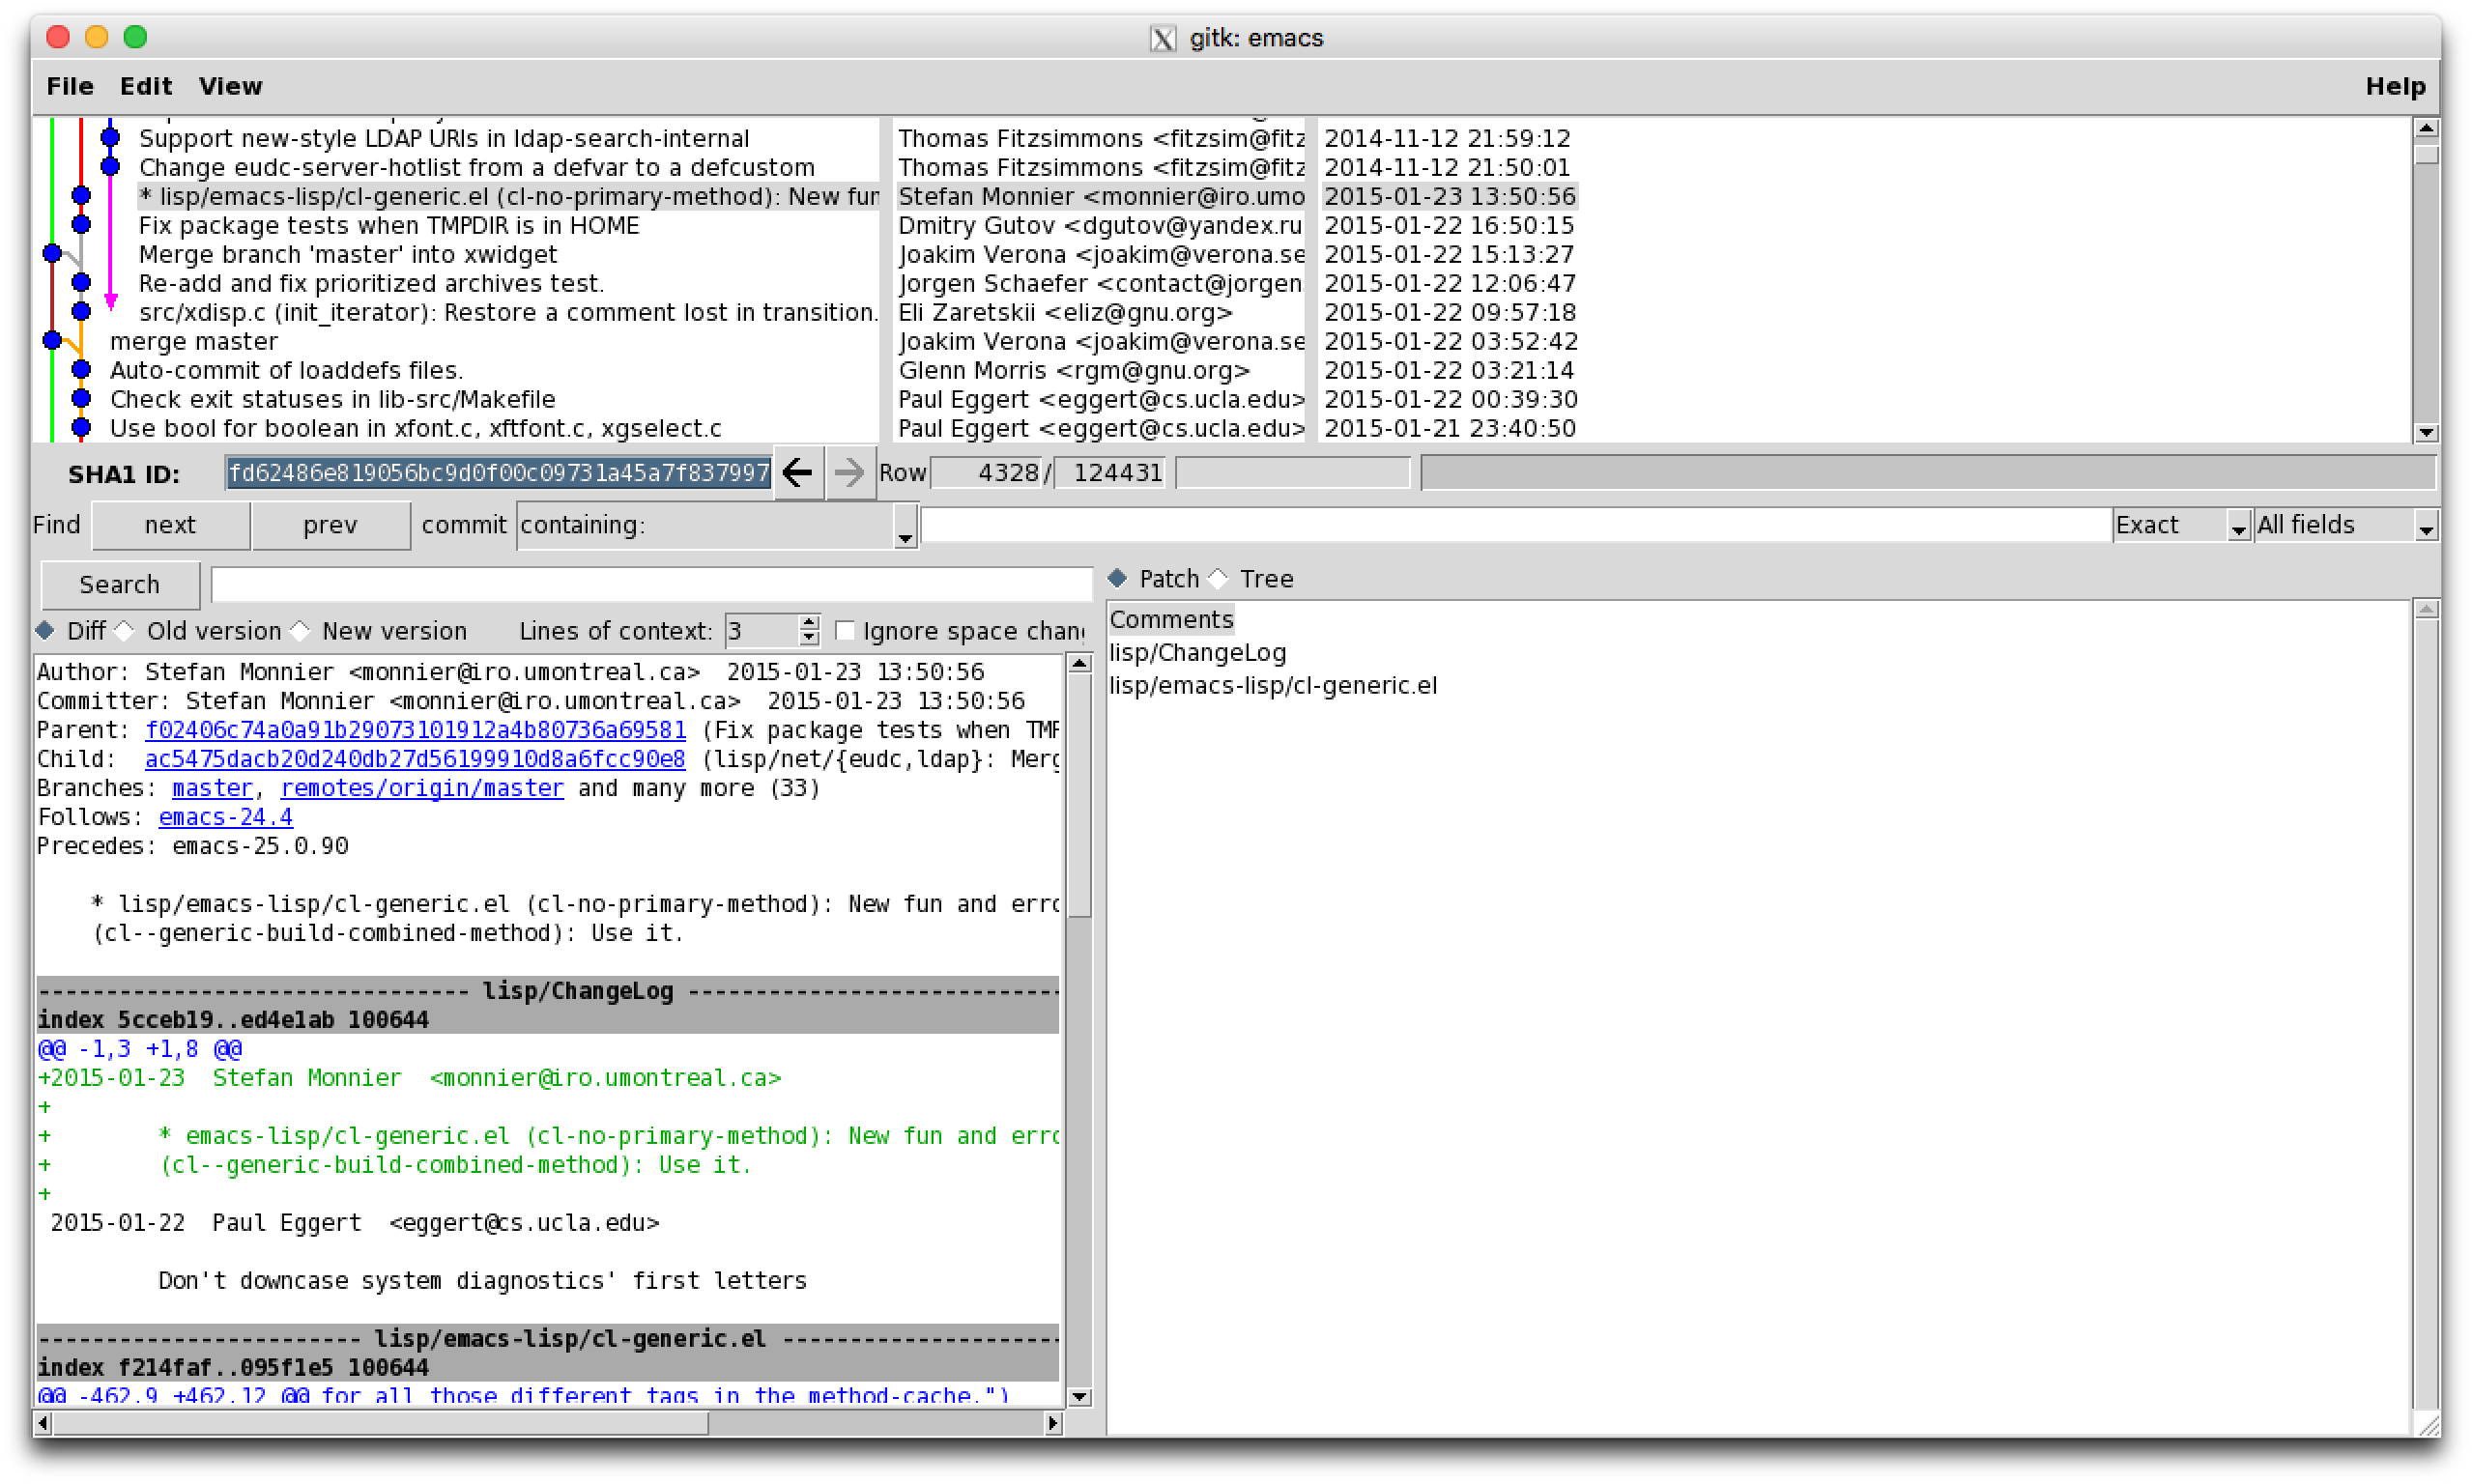 gitk: emacs
File Edit View Help
Support new-style LDAP URIs in ldap-search-internal Thomas Fitzsimmons <fitzsim@fitz 2014-11-12 21:59:12
Change eudc-server-hotlist from a defvar to a defcustom Thomas Fitzsimmons <fitzsim@fitz 2014-11-12 21:50:01
* lisp/emacs-lisp/cl-generic.el (cl-no-primary-method): New fun Stefan Monnier <monnier@iro.umo 2015-01-23 13:50:56
Fix package tests when TMPDIR is in HOME Dmitry Gutov <dgutov@yandex.ru 2015-01-22 16:50:15
Merge branch 'master' into xwidget Joakim Verona <joakim@verona.se 2015-01-22 15:13:27
Re-add and fix prioritized archives test. Jorgen Schaefer <contact@jorgen 2015-01-22 12:06:47
src/xdisp.c (init_iterator): Restore a comment lost in transition. Eli Zaretskii <eliz@gnu.org> 2015-01-22 09:57:18
merge master Joakim Verona <joakim@verona.se 2015-01-22 03:52:42
Auto-commit of loaddefs files. Glenn Morris <rgm@gnu.org> 2015-01-22 03:21:14
Check exit statuses in lib-src/Makefile Paul Eggert <eggert@cs.ucla.edu> 2015-01-22 00:39:30
Use bool for boolean in xfont.c, xftfont.c, xgselect.c Paul Eggert <eggert@cs.ucla.edu> 2015-01-21 23:40:50
SHA1 ID: fd62486e819056bc9d0f00c09731a45a7f837997 Row 4328 / 124431
Find next prev commit containing: Exact All fields
Search
Patch Tree
Diff Old version New version Lines of context: 3 Ignore space chang
Comments
lisp/ChangeLog
lisp/emacs-lisp/cl-generic.el
Author: Stefan Monnier <monnier@iro.umontreal.ca>  2015-01-23 13:50:56
Committer: Stefan Monnier <monnier@iro.umontreal.ca>  2015-01-23 13:50:56
Parent: f02406c74a0a91b29073101912a4b80736a69581 (Fix package tests when TMP
Child:  ac5475dacb20d240db27d56199910d8a6fcc90e8 (lisp/net/{eudc,ldap}: Merg
Branches: master, remotes/origin/master and many more (33)
Follows: emacs-24.4
Precedes: emacs-25.0.90
* lisp/emacs-lisp/cl-generic.el (cl-no-primary-method): New fun and erro
(cl--generic-build-combined-method): Use it.
-------------------------------- lisp/ChangeLog ----------------------------
index 5cceb19..ed4e1ab 100644
@@ -1,3 +1,8 @@
+2015-01-23  Stefan Monnier  <monnier@iro.umontreal.ca>
+
+        * emacs-lisp/cl-generic.el (cl-no-primary-method): New fun and erro
+        (cl--generic-build-combined-method): Use it.
+
2015-01-22  Paul Eggert  <eggert@cs.ucla.edu>
Don't downcase system diagnostics' first letters
------------------------ lisp/emacs-lisp/cl-generic.el ---------------------
index f214faf..095f1e5 100644
@@ -462,9 +462,12 @@ for all those different tags in the method-cache.")